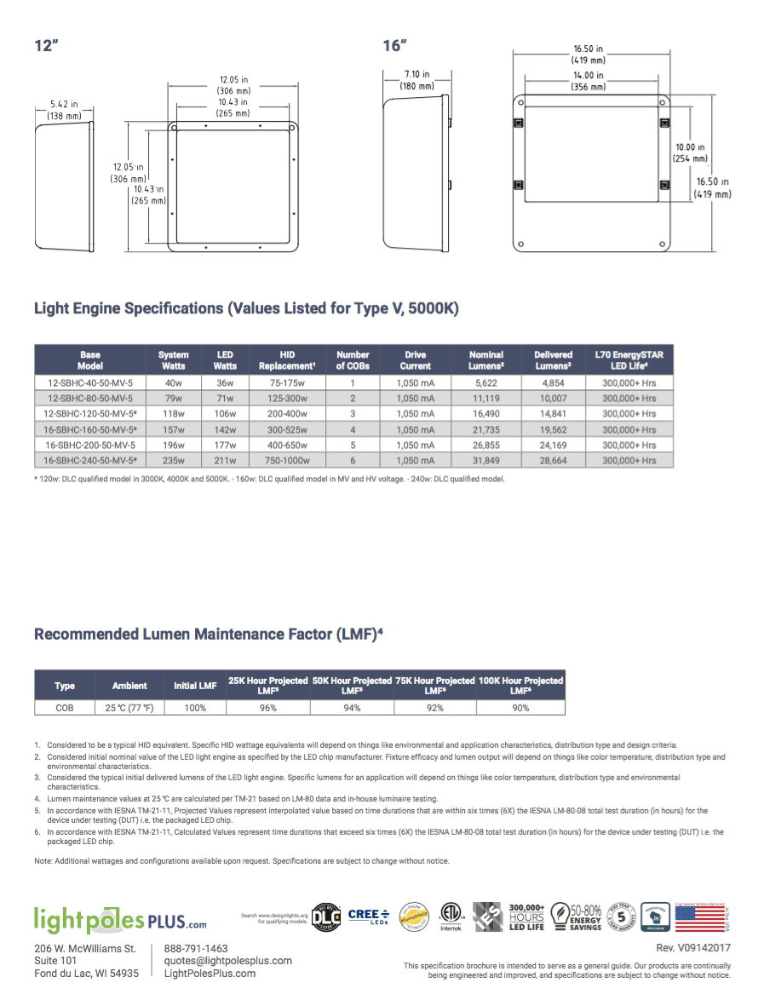 12”
16”
5.42 in
(138 mm)
12.05 in
(306 mm)
10.43 in
(265 mm)
12.05 in
(306 mm)
10.43 in
(265 mm)
7.10 in
(180 mm)
16.50 in
(419 mm)
14.00 in
(356 mm)
10.00 in
(254 mm)
16.50 in
(419 mm)
Light Engine Specifications (Values Listed for Type V, 5000K)
Base Model System Watts LED Watts HID Replacement¹ Number of COBs Drive Current Nominal Lumens² Delivered Lumens³ L70 EnergySTAR LED Life⁴
12-SBHC-40-50-MV-5 40w 36w 75-175w 1 1,050 mA 5,622 4,854 300,000+ Hrs
12-SBHC-80-50-MV-5 79w 71w 125-300w 2 1,050 mA 11,119 10,007 300,000+ Hrs
12-SBHC-120-50-MV-5* 118w 106w 200-400w 3 1,050 mA 16,490 14,841 300,000+ Hrs
16-SBHC-160-50-MV-5* 157w 142w 300-525w 4 1,050 mA 21,735 19,562 300,000+ Hrs
16-SBHC-200-50-MV-5 196w 177w 400-650w 5 1,050 mA 26,855 24,169 300,000+ Hrs
16-SBHC-240-50-MV-5* 235w 211w 750-1000w 6 1,050 mA 31,849 28,664 300,000+ Hrs
* 120w: DLC qualified model in 3000K, 4000K and 5000K. - 160w: DLC qualified model in MV and HV voltage. - 240w: DLC qualified model.
Recommended Lumen Maintenance Factor (LMF)⁴
Type Ambient Initial LMF 25K Hour Projected LMF⁵ 50K Hour Projected LMF⁵ 75K Hour Projected LMF⁶ 100K Hour Projected LMF⁶
COB 25 °C (77 °F) 100% 96% 94% 92% 90%
1. Considered to be a typical HID equivalent. Specific HID wattage equivalents will depend on things like environmental and application characteristics, distribution type and design criteria.
2. Considered initial nominal value of the LED light engine as specified by the LED chip manufacturer. Fixture efficacy and lumen output will depend on things like color temperature, distribution type and
environmental characteristics.
3. Considered the typical initial delivered lumens of the LED light engine. Specific lumens for an application will depend on things like color temperature, distribution type and environmental
characteristics.
4. Lumen maintenance values at 25 °C are calculated per TM-21 based on LM-80 data and in-house luminaire testing.
5. In accordance with IESNA TM-21-11, Projected Values represent interpolated value based on time durations that are within six times (6X) the IESNA LM-80-08 total test duration (in hours) for the
device under testing (DUT) i.e. the packaged LED chip.
6. In accordance with IESNA TM-21-11, Calculated Values represent time durations that exceed six times (6X) the IESNA LM-80-08 total test duration (in hours) for the device under testing (DUT) i.e. the
packaged LED chip.
Note: Additional wattages and configurations available upon request. Specifications are subject to change without notice.
lightpoles PLUS.com
Search www.designlights.org
for qualifying models.
DLC
CREE
LEDs
ETL
Intertek
IES
300,000+
HOURS
LED LIFE
50-80%
ENERGY
SAVINGS
5
in
Engineered & Manufactured
in the USA
206 W. McWilliams St.
Suite 101
Fond du Lac, WI 54935
888-791-1463
quotes@lightpolesplus.com
LightPolesPlus.com
Rev. V09142017
This specification brochure is intended to serve as a general guide. Our products are continually
being engineered and improved, and specifications are subject to change without notice.